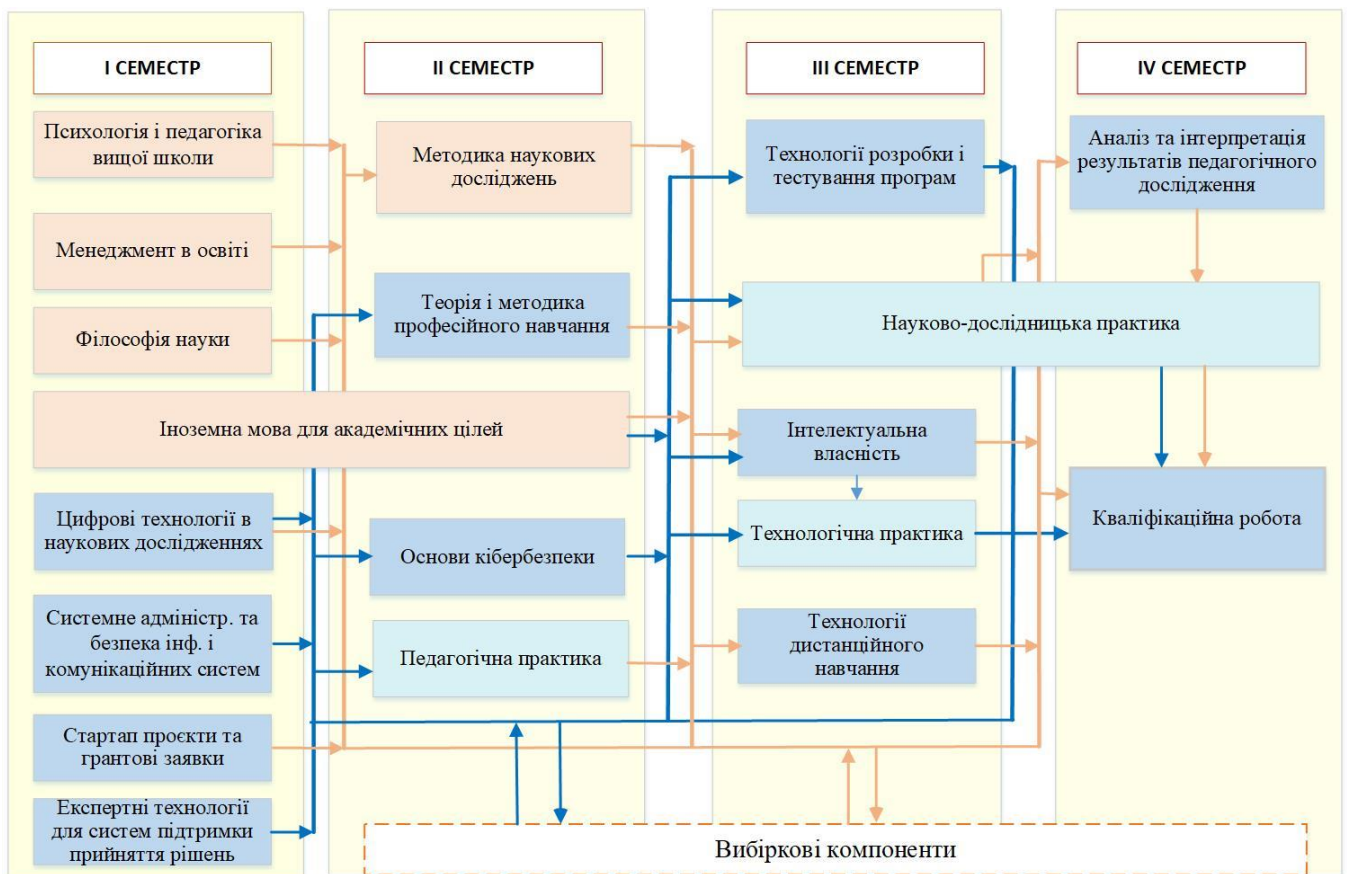 І СЕМЕСТР
Психологія і педагогіка
вищої школи
Менеджмент в освіті
Філософія науки
Іноземна мова для академічних цілей
Цифрові технології в
наукових дослідженнях
Системне адміністр. та
безпека інф. і
комунікаційних систем
Стартап проєкти та
грантові заявки
Експертні технології
для систем підтримки
прийняття рішень
ІІ СЕМЕСТР
Методика наукових
досліджень
Теорія і методика
професійного навчання
Основи кібербезпеки
Педагогічна практика
ІІІ СЕМЕСТР
Технології розробки і
тестування програм
Науково-дослідницька практика
Інтелектуальна
власність
Технологічна практика
Технології
дистанційного
навчання
IV СЕМЕСТР
Аналіз та інтерпретація
результатів педагогічного
дослідження
Кваліфікаційна робота
Вибіркові компоненти